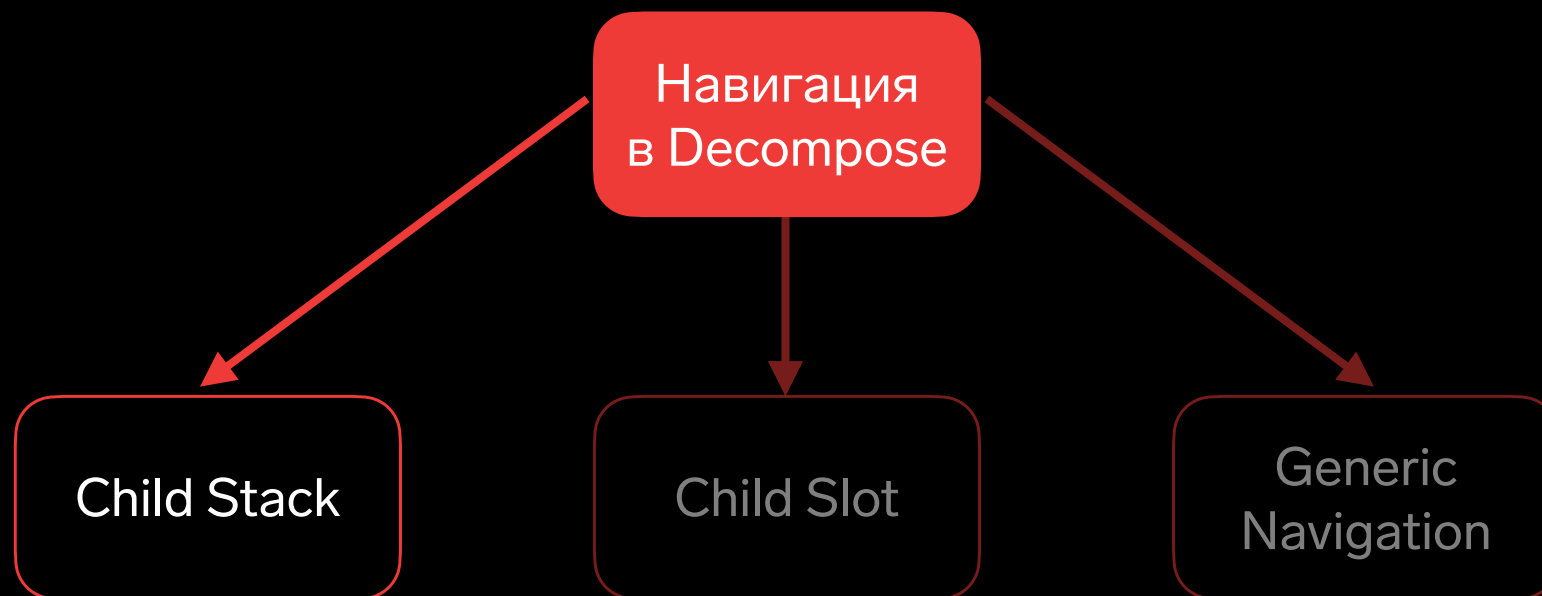 Навигация
в Decompose
Child Stack
Child Slot
Generic
Navigation